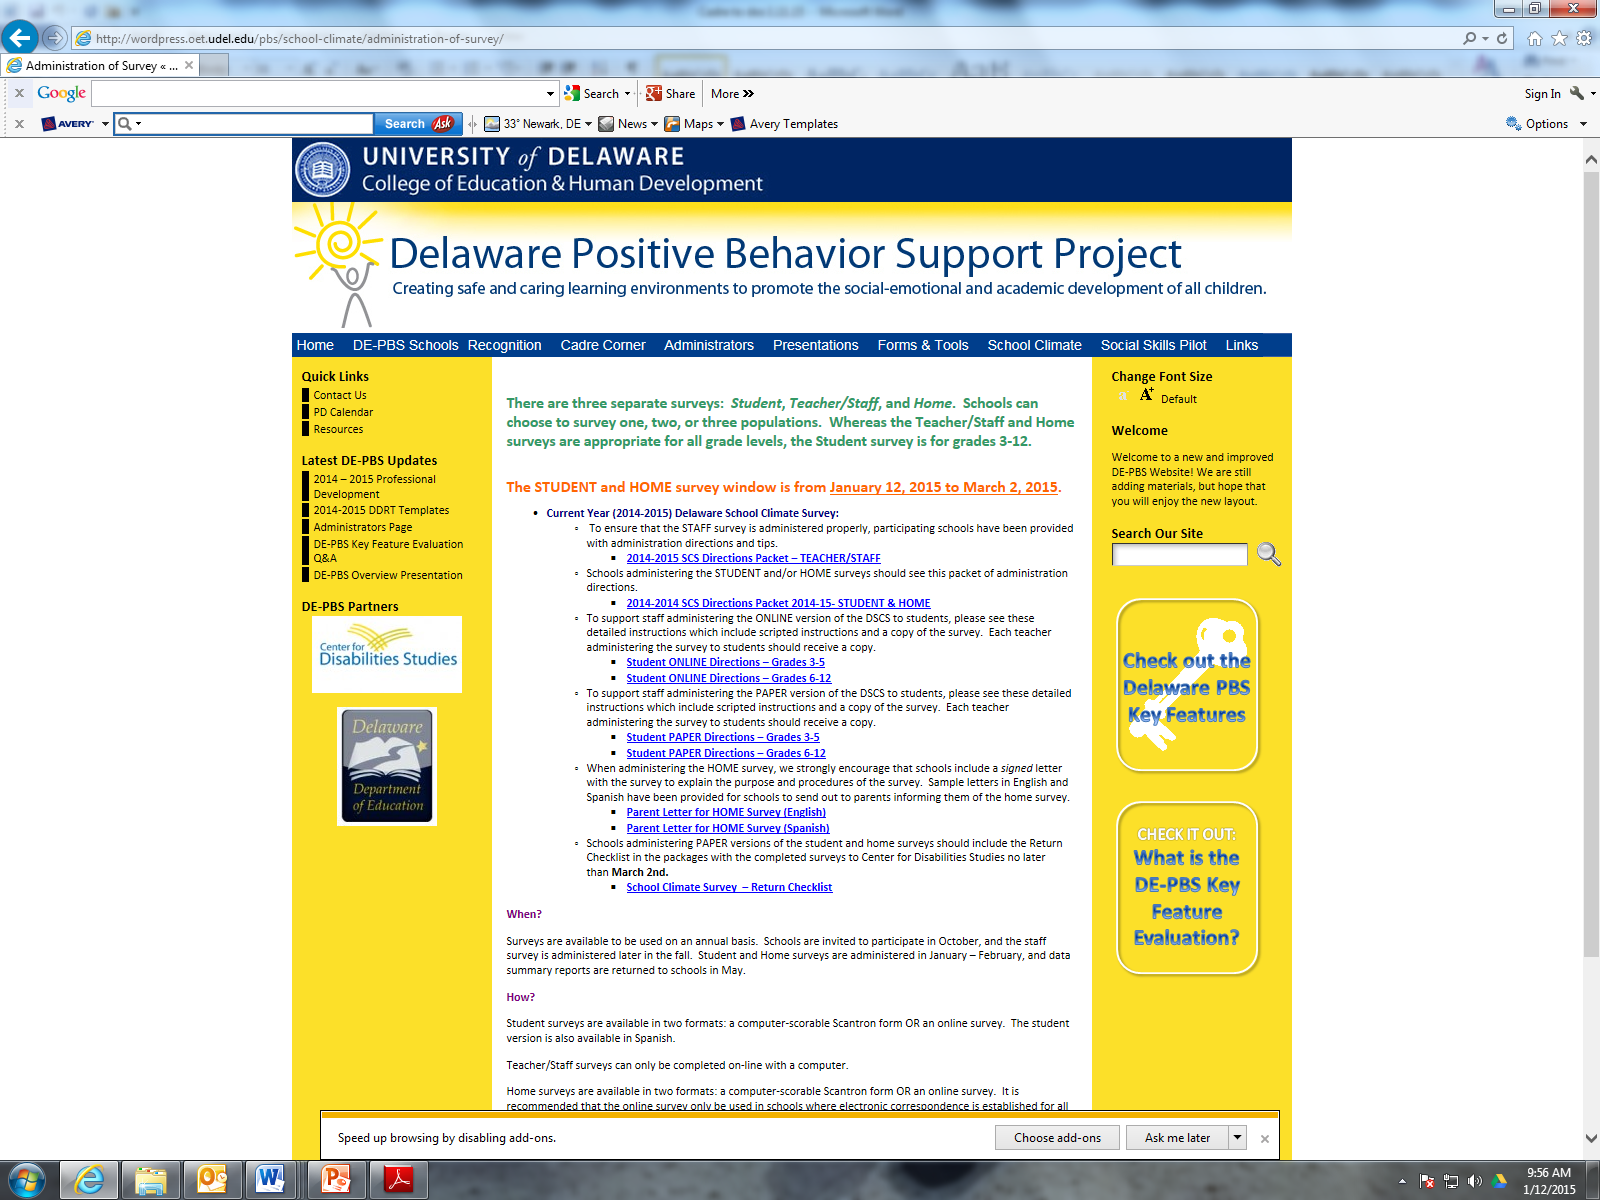 http://wordpress.oet.udel.edu/pbs/school-climate/administration-of-survey/
Administration of Survey « ...
Google
Search
Share
More »
Sign In
AVERY
Search Ask
33° Newark, DE
News
Maps
Avery Templates
Options
UNIVERSITY of DELAWARE
College of Education & Human Development
Delaware Positive Behavior Support Project
Creating safe and caring learning environments to promote the social-emotional and academic development of all children.
Home DE-PBS Schools Recognition Cadre Corner Administrators Presentations Forms & Tools School Climate Social Skills Pilot Links
Quick Links
Contact Us
PD Calendar
Resources
Latest DE-PBS Updates
2014 – 2015 Professional
Development
2014-2015 DDRT Templates
Administrators Page
DE-PBS Key Feature Evaluation
Q&A
DE-PBS Overview Presentation
DE-PBS Partners
Center for
Disabilities Studies
Delaware
Department
of Education
There are three separate surveys: Student, Teacher/Staff, and Home. Schools can
choose to survey one, two, or three populations. Whereas the Teacher/Staff and Home
surveys are appropriate for all grade levels, the Student survey is for grades 3-12.
The STUDENT and HOME survey window is from January 12, 2015 to March 2, 2015.
• Current Year (2014-2015) Delaware School Climate Survey:
◦ To ensure that the STAFF survey is administered properly, participating schools have been provided
with administration directions and tips.
▪ 2014-2015 SCS Directions Packet – TEACHER/STAFF
◦ Schools administering the STUDENT and/or HOME surveys should see this packet of administration
directions.
▪ 2014-2014 SCS Directions Packet 2014-15- STUDENT & HOME
◦ To support staff administering the ONLINE version of the DSCS to students, please see these
detailed instructions which include scripted instructions and a copy of the survey. Each teacher
administering the survey to students should receive a copy.
▪ Student ONLINE Directions – Grades 3-5
▪ Student ONLINE Directions – Grades 6-12
◦ To support staff administering the PAPER version of the DSCS to students, please see these detailed
instructions which include scripted instructions and a copy of the survey. Each teacher
administering the survey to students should receive a copy.
▪ Student PAPER Directions – Grades 3-5
▪ Student PAPER Directions – Grades 6-12
◦ When administering the HOME survey, we strongly encourage that schools include a signed letter
with the survey to explain the purpose and procedures of the survey. Sample letters in English and
Spanish have been provided for schools to send out to parents informing them of the home survey.
▪ Parent Letter for HOME Survey (English)
▪ Parent Letter for HOME Survey (Spanish)
◦ Schools administering PAPER versions of the student and home surveys should include the Return
Checklist in the packages with the completed surveys to Center for Disabilities Studies no later
than March 2nd.
▪ School Climate Survey – Return Checklist
When?
Surveys are available to be used on an annual basis. Schools are invited to participate in October, and the staff
survey is administered later in the fall. Student and Home surveys are administered in January – February, and data
summary reports are returned to schools in May.
How?
Student surveys are available in two formats: a computer-scorable Scantron form OR an online survey. The student
version is also available in Spanish.
Teacher/Staff surveys can only be completed on-line with a computer.
Home surveys are available in two formats: a computer-scorable Scantron form OR an online survey. It is
recommended that the online survey only be used in schools where electronic correspondence is established for all
Change Font Size
a A+ Default
Welcome
Welcome to a new and improved
DE-PBS Website! We are still
adding materials, but hope that
you will enjoy the new layout.
Search Our Site
Check out the
Delaware PBS
Key Features
CHECK IT OUT:
What is the
DE-PBS Key
Feature
Evaluation?
Speed up browsing by disabling add-ons.
Choose add-ons
Ask me later
9:56 AM
1/12/2015